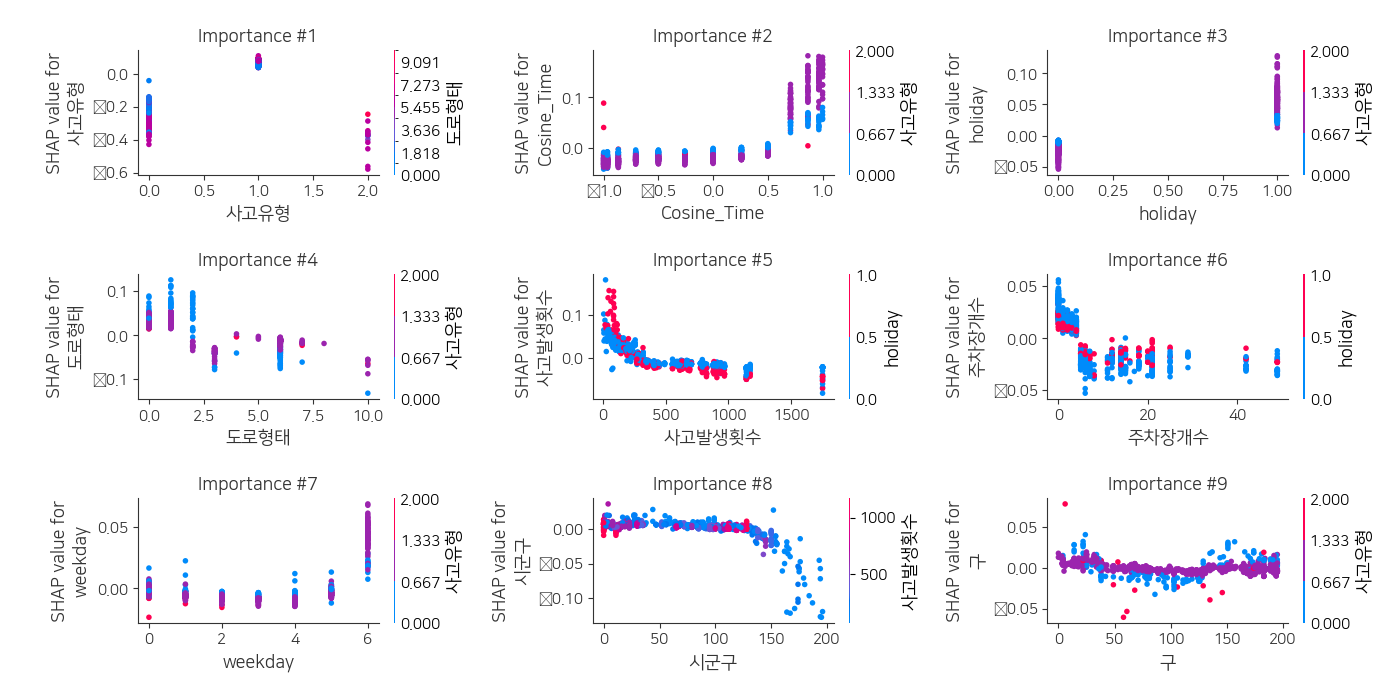 Importance #1
SHAP value for
사고유형
0.0
0.2
0.4
0.6
0.0
0.5
1.0
1.5
2.0
사고유형
9.091
7.273
5.455
3.636
1.818
0.000
도로형태
Importance #2
SHAP value for
Cosine_Time
0.1
0.0
1.0
0.5
0.0
0.5
1.0
Cosine_Time
2.000
1.333
0.667
0.000
사고유형
Importance #3
SHAP value for
holiday
0.10
0.05
0.00
0.05
0.00
0.25
0.50
0.75
1.00
holiday
2.000
1.333
0.667
0.000
사고유형
Importance #4
SHAP value for
도로형태
0.1
0.0
0.1
0.0
2.5
5.0
7.5
10.0
도로형태
2.000
1.333
0.667
0.000
사고유형
Importance #5
SHAP value for
사고발생횟수
0.1
0.0
0
500
1000
1500
사고발생횟수
1.0
0.5
0.0
holiday
Importance #6
SHAP value for
주차장개수
0.05
0.00
0.05
0
20
40
주차장개수
1.0
0.5
0.0
holiday
Importance #7
SHAP value for
weekday
0.05
0.00
0
2
4
6
weekday
2.000
1.333
0.667
0.000
사고유형
Importance #8
SHAP value for
시군구
0.00
0.05
0.10
0
50
100
150
200
시군구
1000
500
사고발생횟수
Importance #9
SHAP value for
구
0.05
0.00
0.05
0
50
100
150
200
구
2.000
1.333
0.667
0.000
사고유형